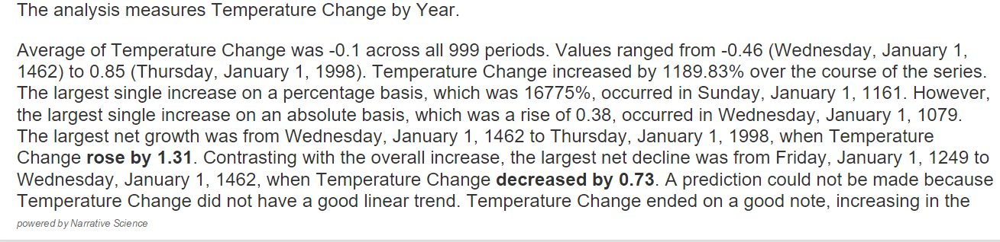 The analysis measures Temperature Change by Year.
Average of Temperature Change was -0.1 across all 999 periods. Values ranged from -0.46 (Wednesday, January 1,
1462) to 0.85 (Thursday, January 1, 1998). Temperature Change increased by 1189.83% over the course of the series.
The largest single increase on a percentage basis, which was 16775%, occurred in Sunday, January 1, 1161. However,
the largest single increase on an absolute basis, which was a rise of 0.38, occurred in Wednesday, January 1, 1079.
The largest net growth was from Wednesday, January 1, 1462 to Thursday, January 1, 1998, when Temperature
Change rose by 1.31. Contrasting with the overall increase, the largest net decline was from Friday, January 1, 1249 to
Wednesday, January 1, 1462, when Temperature Change decreased by 0.73. A prediction could not be made because
Temperature Change did not have a good linear trend. Temperature Change ended on a good note, increasing in the
powered by Narrative Science